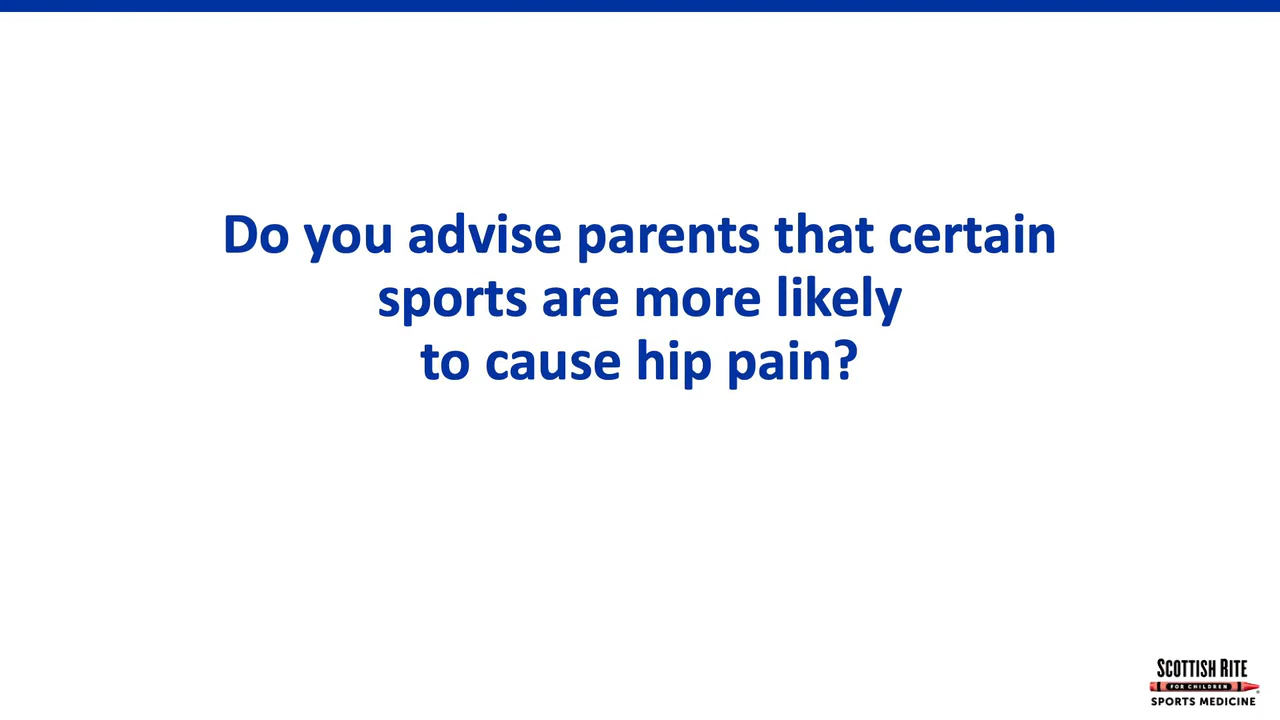 Do you advise parents that certain
sports are more likely
to cause hip pain?
SCOTTISH RITE
FOR CHILDREN
SPORTS MEDICINE